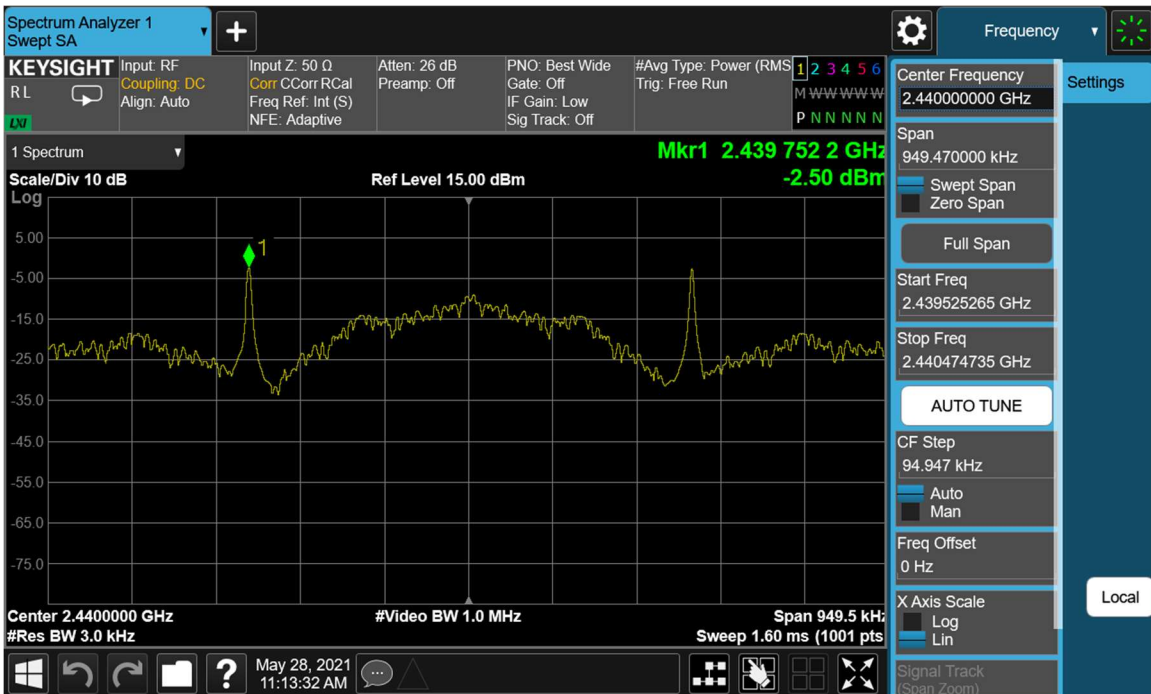 Spectrum Analyzer 1
Swept SA
+
Frequency
KEYSIGHT
RL
LXI
Input: RF
Coupling: DC
Align: Auto
Input Z: 50 Ω
Corr CCorr RCal
Freq Ref: Int (S)
NFE: Adaptive
Atten: 26 dB
Preamp: Off
PNO: Best Wide
Gate: Off
IF Gain: Low
Sig Track: Off
#Avg Type: Power (RMS
Trig: Free Run
1 2 3 4 5 6
M W W W W W
P N N N N N
1 Spectrum
Mkr1 2.439 752 2 GHz
-2.50 dBm
Scale/Div 10 dB
Ref Level 15.00 dBm
Log
1
5.00
-5.00
-15.0
-25.0
-35.0
-45.0
-55.0
-65.0
-75.0
Center 2.4400000 GHz
#Video BW 1.0 MHz
Span 949.5 kHz
#Res BW 3.0 kHz
Sweep 1.60 ms (1001 pts
?
May 28, 2021
11:13:32 AM
Center Frequency
2.440000000 GHz
Settings
Span
949.470000 kHz
Swept Span
Zero Span
Full Span
Start Freq
2.439525265 GHz
Stop Freq
2.440474735 GHz
AUTO TUNE
CF Step
94.947 kHz
Auto
Man
Freq Offset
0 Hz
X Axis Scale
Log
Lin
Local
Signal Track
(Span Zoom)